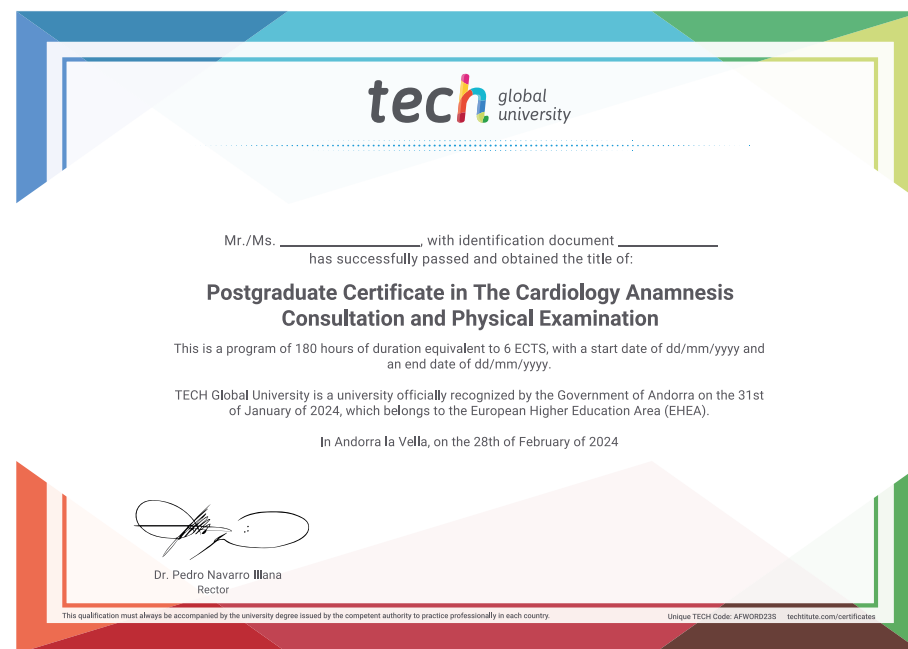 tech global
university
Mr./Ms. ____________________, with identification document ______________
has successfully passed and obtained the title of:
Postgraduate Certificate in The Cardiology Anamnesis
Consultation and Physical Examination
This is a program of 180 hours of duration equivalent to 6 ECTS, with a start date of dd/mm/yyyy and
an end date of dd/mm/yyyy.
TECH Global University is a university officially recognized by the Government of Andorra on the 31st
of January of 2024, which belongs to the European Higher Education Area (EHEA).
In Andorra la Vella, on the 28th of February of 2024
Dr. Pedro Navarro Illana
Rector
This qualification must always be accompanied by the university degree issued by the competent authority to practice professionally in each country.
Unique TECH Code: AFWORD23S techtitute.com/certificates